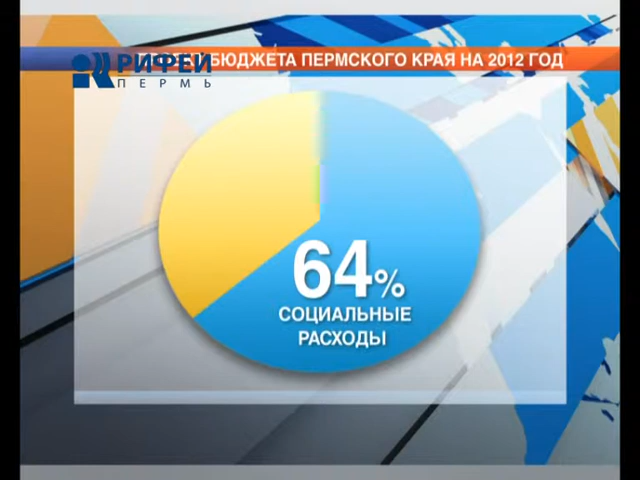 РИФЕЙ
ПЕРМЬ
БЮДЖЕТА ПЕРМСКОГО КРАЯ НА 2012 ГОД
64%
СОЦИАЛЬНЫЕ
РАСХОДЫ